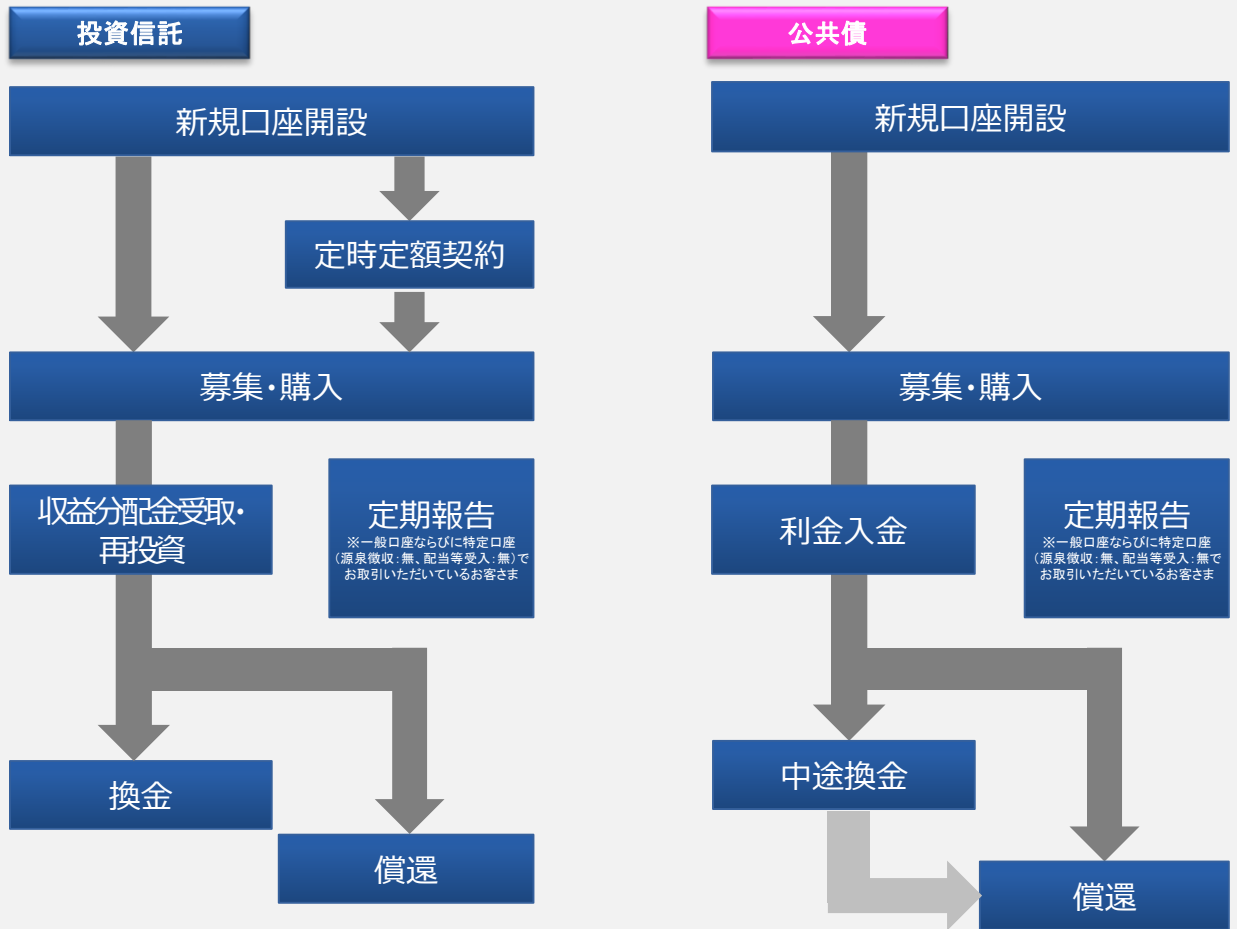 投資信託
新規口座開設
定時定額契約
募集・購入
収益分配金受取・
再投資
定期報告
※一般口座ならびに特定口座
(源泉徴収:無、配当等受入:無)で
お取引いただいているお客さま
換金
償還
公共債
新規口座開設
募集・購入
利金入金
定期報告
※一般口座ならびに特定口座
(源泉徴収:無、配当等受入:無で
お取引いただいているお客さま
中途換金
償還